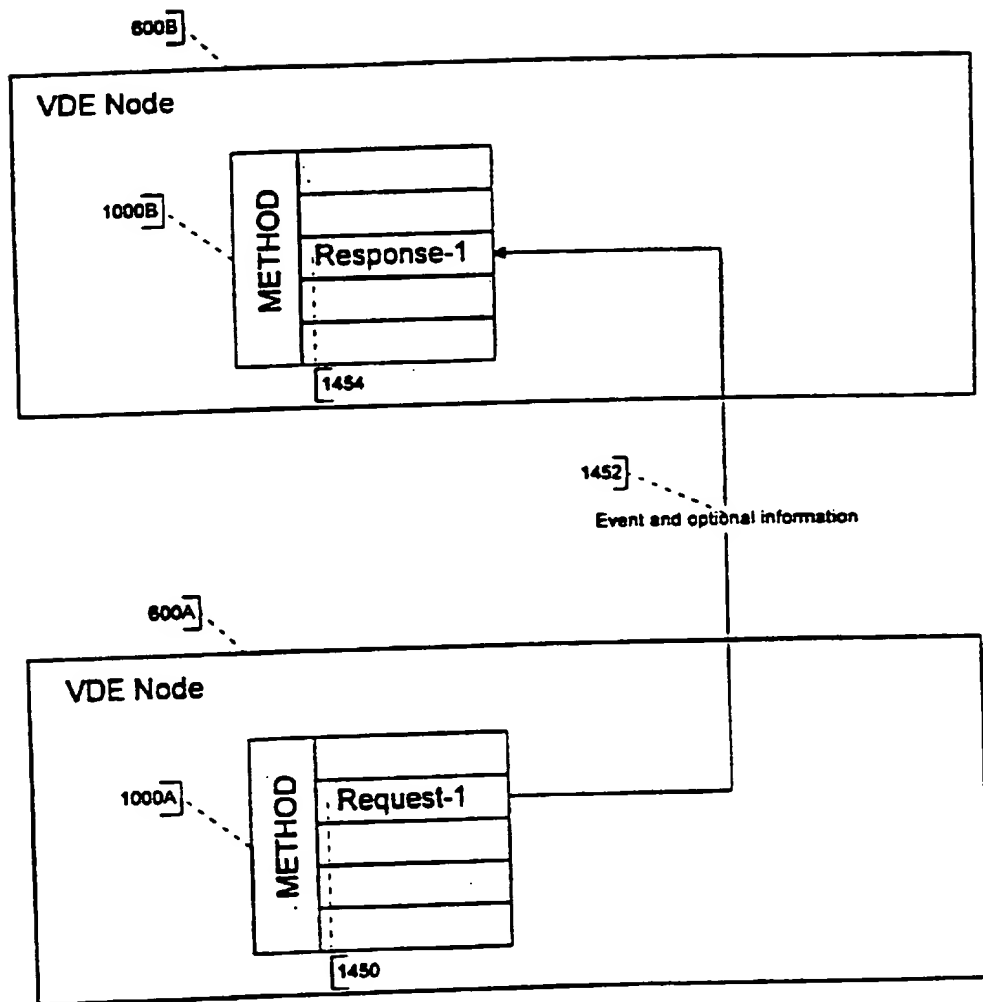 600B
VDE Node
1000B
METHOD
Response-1
1454
1452
Event and optional information
600A
VDE Node
1000A
METHOD
Request-1
1450